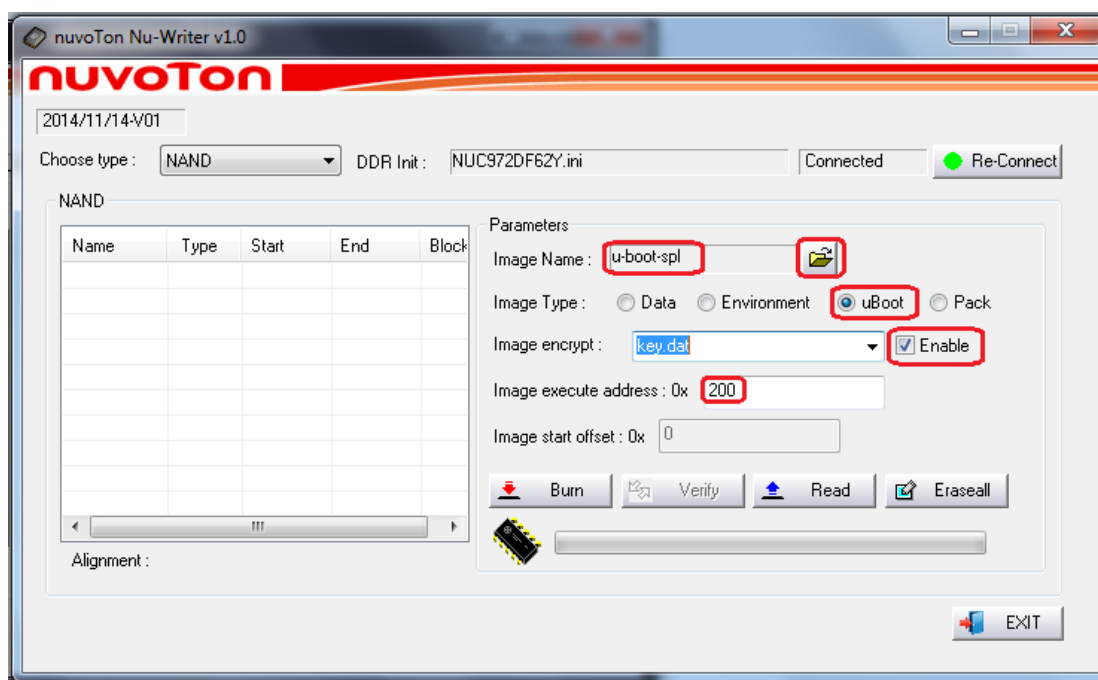 nuvoTon Nu-Writer v1.0
nuvoTon
2014/11/14-V01
Choose type : NAND DDR Init : NUC972DF62Y.ini Connected Re-Connect
NAND
Name Type Start End Block
Alignment :
Parameters
Image Name : u-boot-spl
Image Type : Data Environment uBoot Pack
Image encrypt : key.dat Enable
Image execute address : 0x 200
Image start offset : 0x 0
Burn Verify Read Eraseall
EXIT